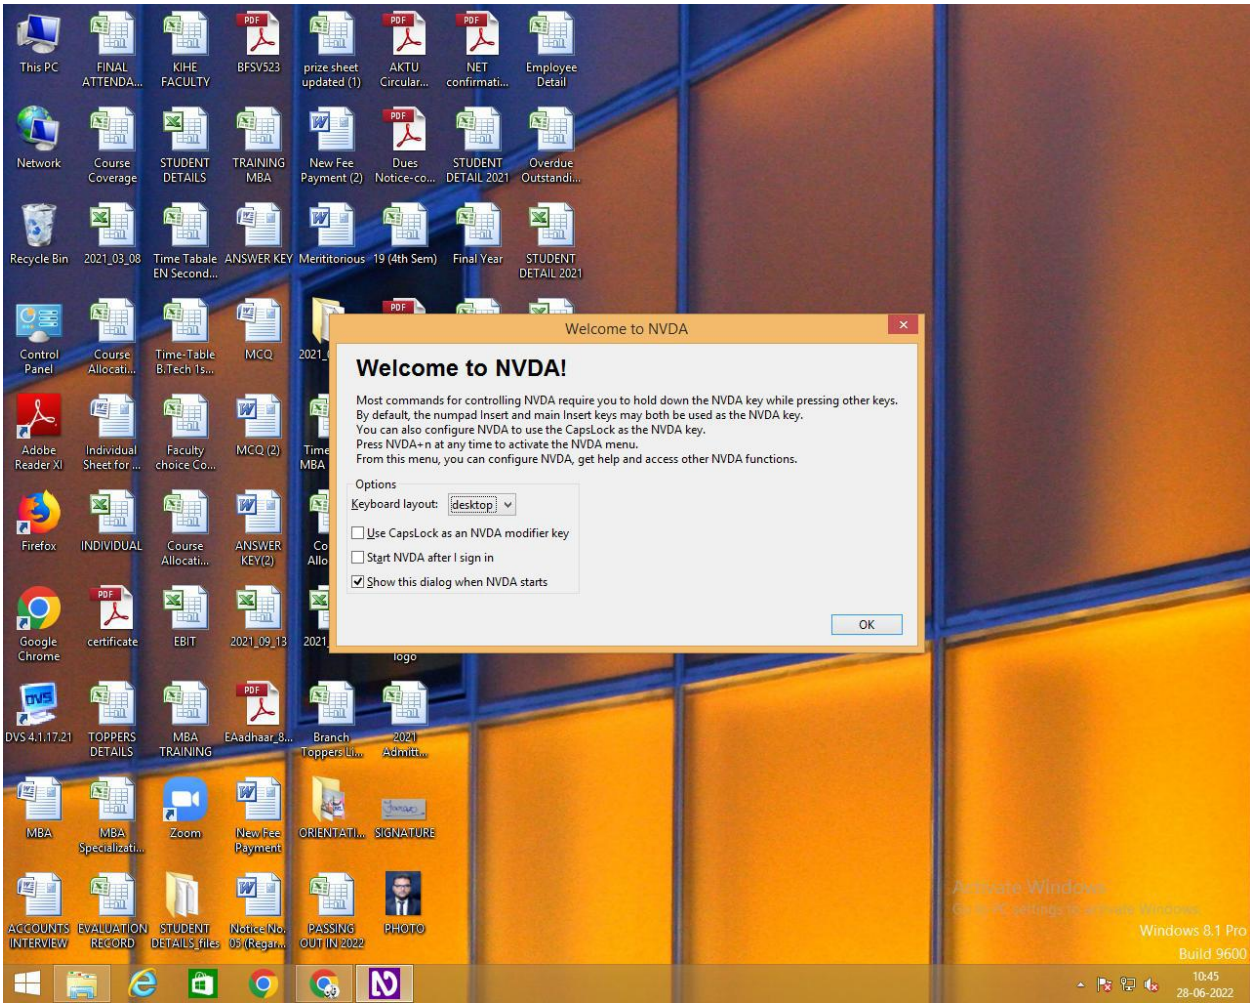 This PC
FINAL ATTENDA...
KIHE FACULTY
BFSV523
prize sheet updated (1)
AKTU Circular...
NET confirmati...
Employee Detail
Network
Course Coverage
STUDENT DETAILS
TRAINING MBA
New Fee Payment (2)
Dues Notice-co...
STUDENT DETAIL 2021
Overdue Outstandi...
Recycle Bin
2021_03_08
Time Tabale EN Second...
ANSWER KEY
Merititorious
19 (4th Sem)
Final Year
STUDENT DETAIL 2021
Control Panel
Course Allocati...
Time-Table B.Tech 1s...
MCQ
Welcome to NVDA
Welcome to NVDA!
Most commands for controlling NVDA require you to hold down the NVDA key while pressing other keys.
By default, the numpad Insert and main Insert keys may both be used as the NVDA key.
You can also configure NVDA to use the CapsLock as the NVDA key.
Press NVDA+n at any time to activate the NVDA menu.
From this menu, you can configure NVDA, get help and access other NVDA functions.
Options
Keyboard layout: desktop
Use CapsLock as an NVDA modifier key
Start NVDA after I sign in
Show this dialog when NVDA starts
OK
Adobe Reader XI
Individual Sheet for ...
Faculty choice Co...
MCQ (2)
Time
MBA
Firefox
INDIVIDUAL
Course Allocati...
ANSWER KEY(2)
Co
Allo
Google Chrome
certificate
EBIT
2021_09_13
2021
logo
DVS 4.1.17.21
TOPPERS DETAILS
MBA TRAINING
EAadhaar_8...
Branch Toppers Li...
2021 Admitt...
MBA
MBA Specializati...
Zoom
New Fee Payment
ORIENTATI...
SIGNATURE
ACCOUNTS INTERVIEW
EVALUATION RECORD
STUDENT DETAILS_files
Notice No. 05 (Regar...
PASSING OUT IN 2022
PHOTO
Activate Windows
Go to PC settings to activate Windows.
Windows 8.1 Pro
Build 9600
10:45
28-06-2022